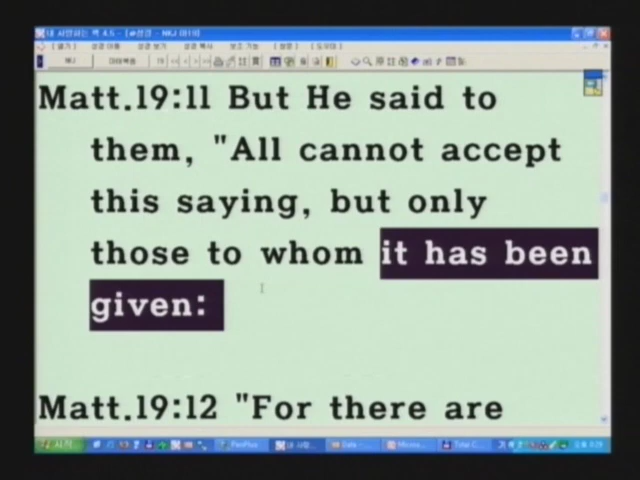 Matt.19:11 But He said to
them, "All cannot accept
this saying, but only
those to whom it has been
given:
Matt.19:12 "For there are